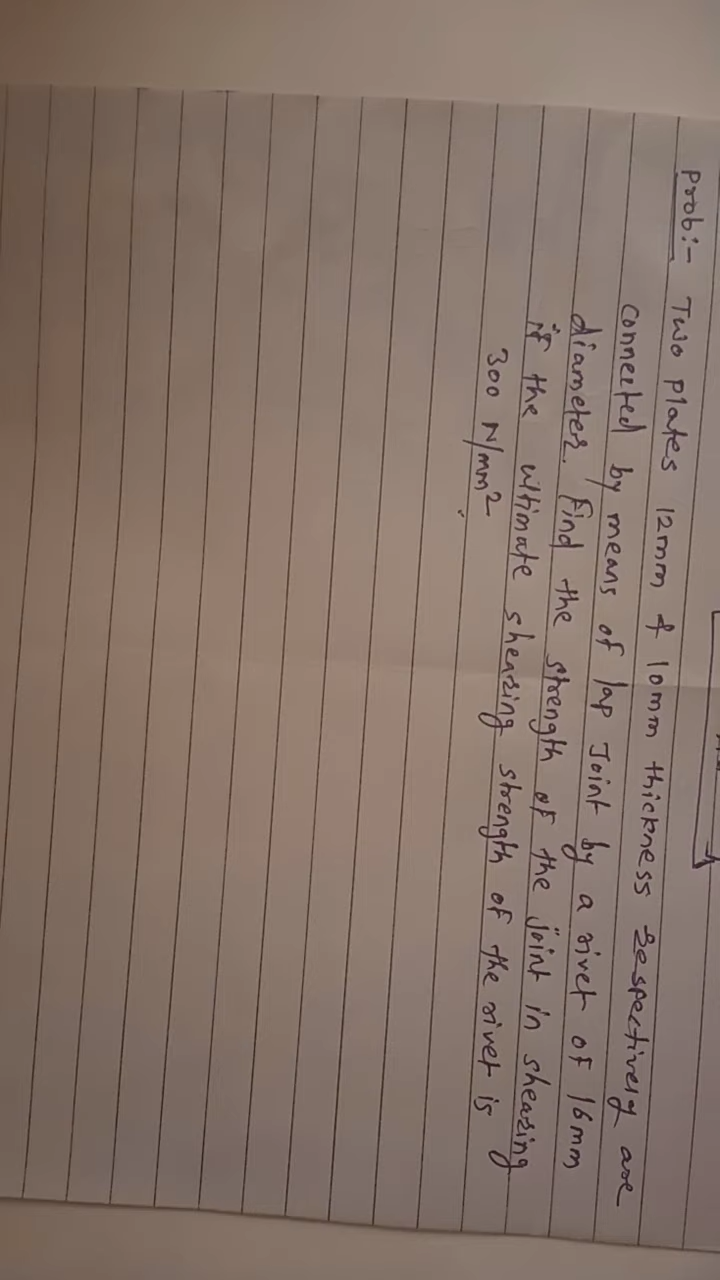 Prob:- Two plates 12mm & 10mm thickness respectively are
connected by means of lap Joint by a rivet of 16mm
diameter. Find the strength of the joint in shearing
if the ultimate shearing strength of the rivet is
300 N/mm²